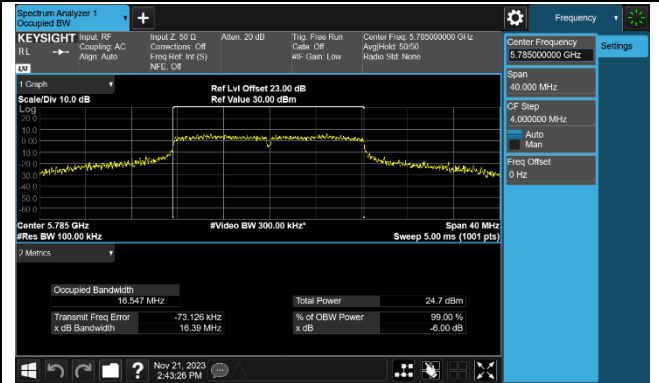 Spectrum Analyzer 1
Occupied BW
Frequency
KEYSIGHT
RL
Input: RF
Coupling: AC
Align: Auto
Input Z: 50 Ω
Corrections: Off
Freq Ref: Int (S)
NFE: Off
Atten: 20 dB
Trig: Free Run
Gate: Off
#IF Gain: Low
Center Freq: 5.785000000 GHz
Avg|Hold: 50/50
Radio Std: None
LXI
Center Frequency
5.785000000 GHz
Settings
Span
40.000 MHz
CF Step
4.000000 MHz
Auto
Man
Freq Offset
0 Hz
1 Graph
Scale/Div 10.0 dB
Ref Lvl Offset 23.00 dB
Ref Value 30.00 dBm
Log
20.0
10.0
0.00
-10.0
-20.0
-30.0
-40.0
-50.0
-60.0
Center 5.785 GHz
#Res BW 100.00 kHz
#Video BW 300.00 kHz*
Span 40 MHz
Sweep 5.00 ms (1001 pts)
2 Metrics
Occupied Bandwidth
16.547 MHz
Total Power 24.7 dBm
Transmit Freq Error -73.126 kHz
% of OBW Power 99.00 %
x dB Bandwidth 16.39 MHz
x dB -6.00 dB
Nov 21, 2023
2:43:26 PM